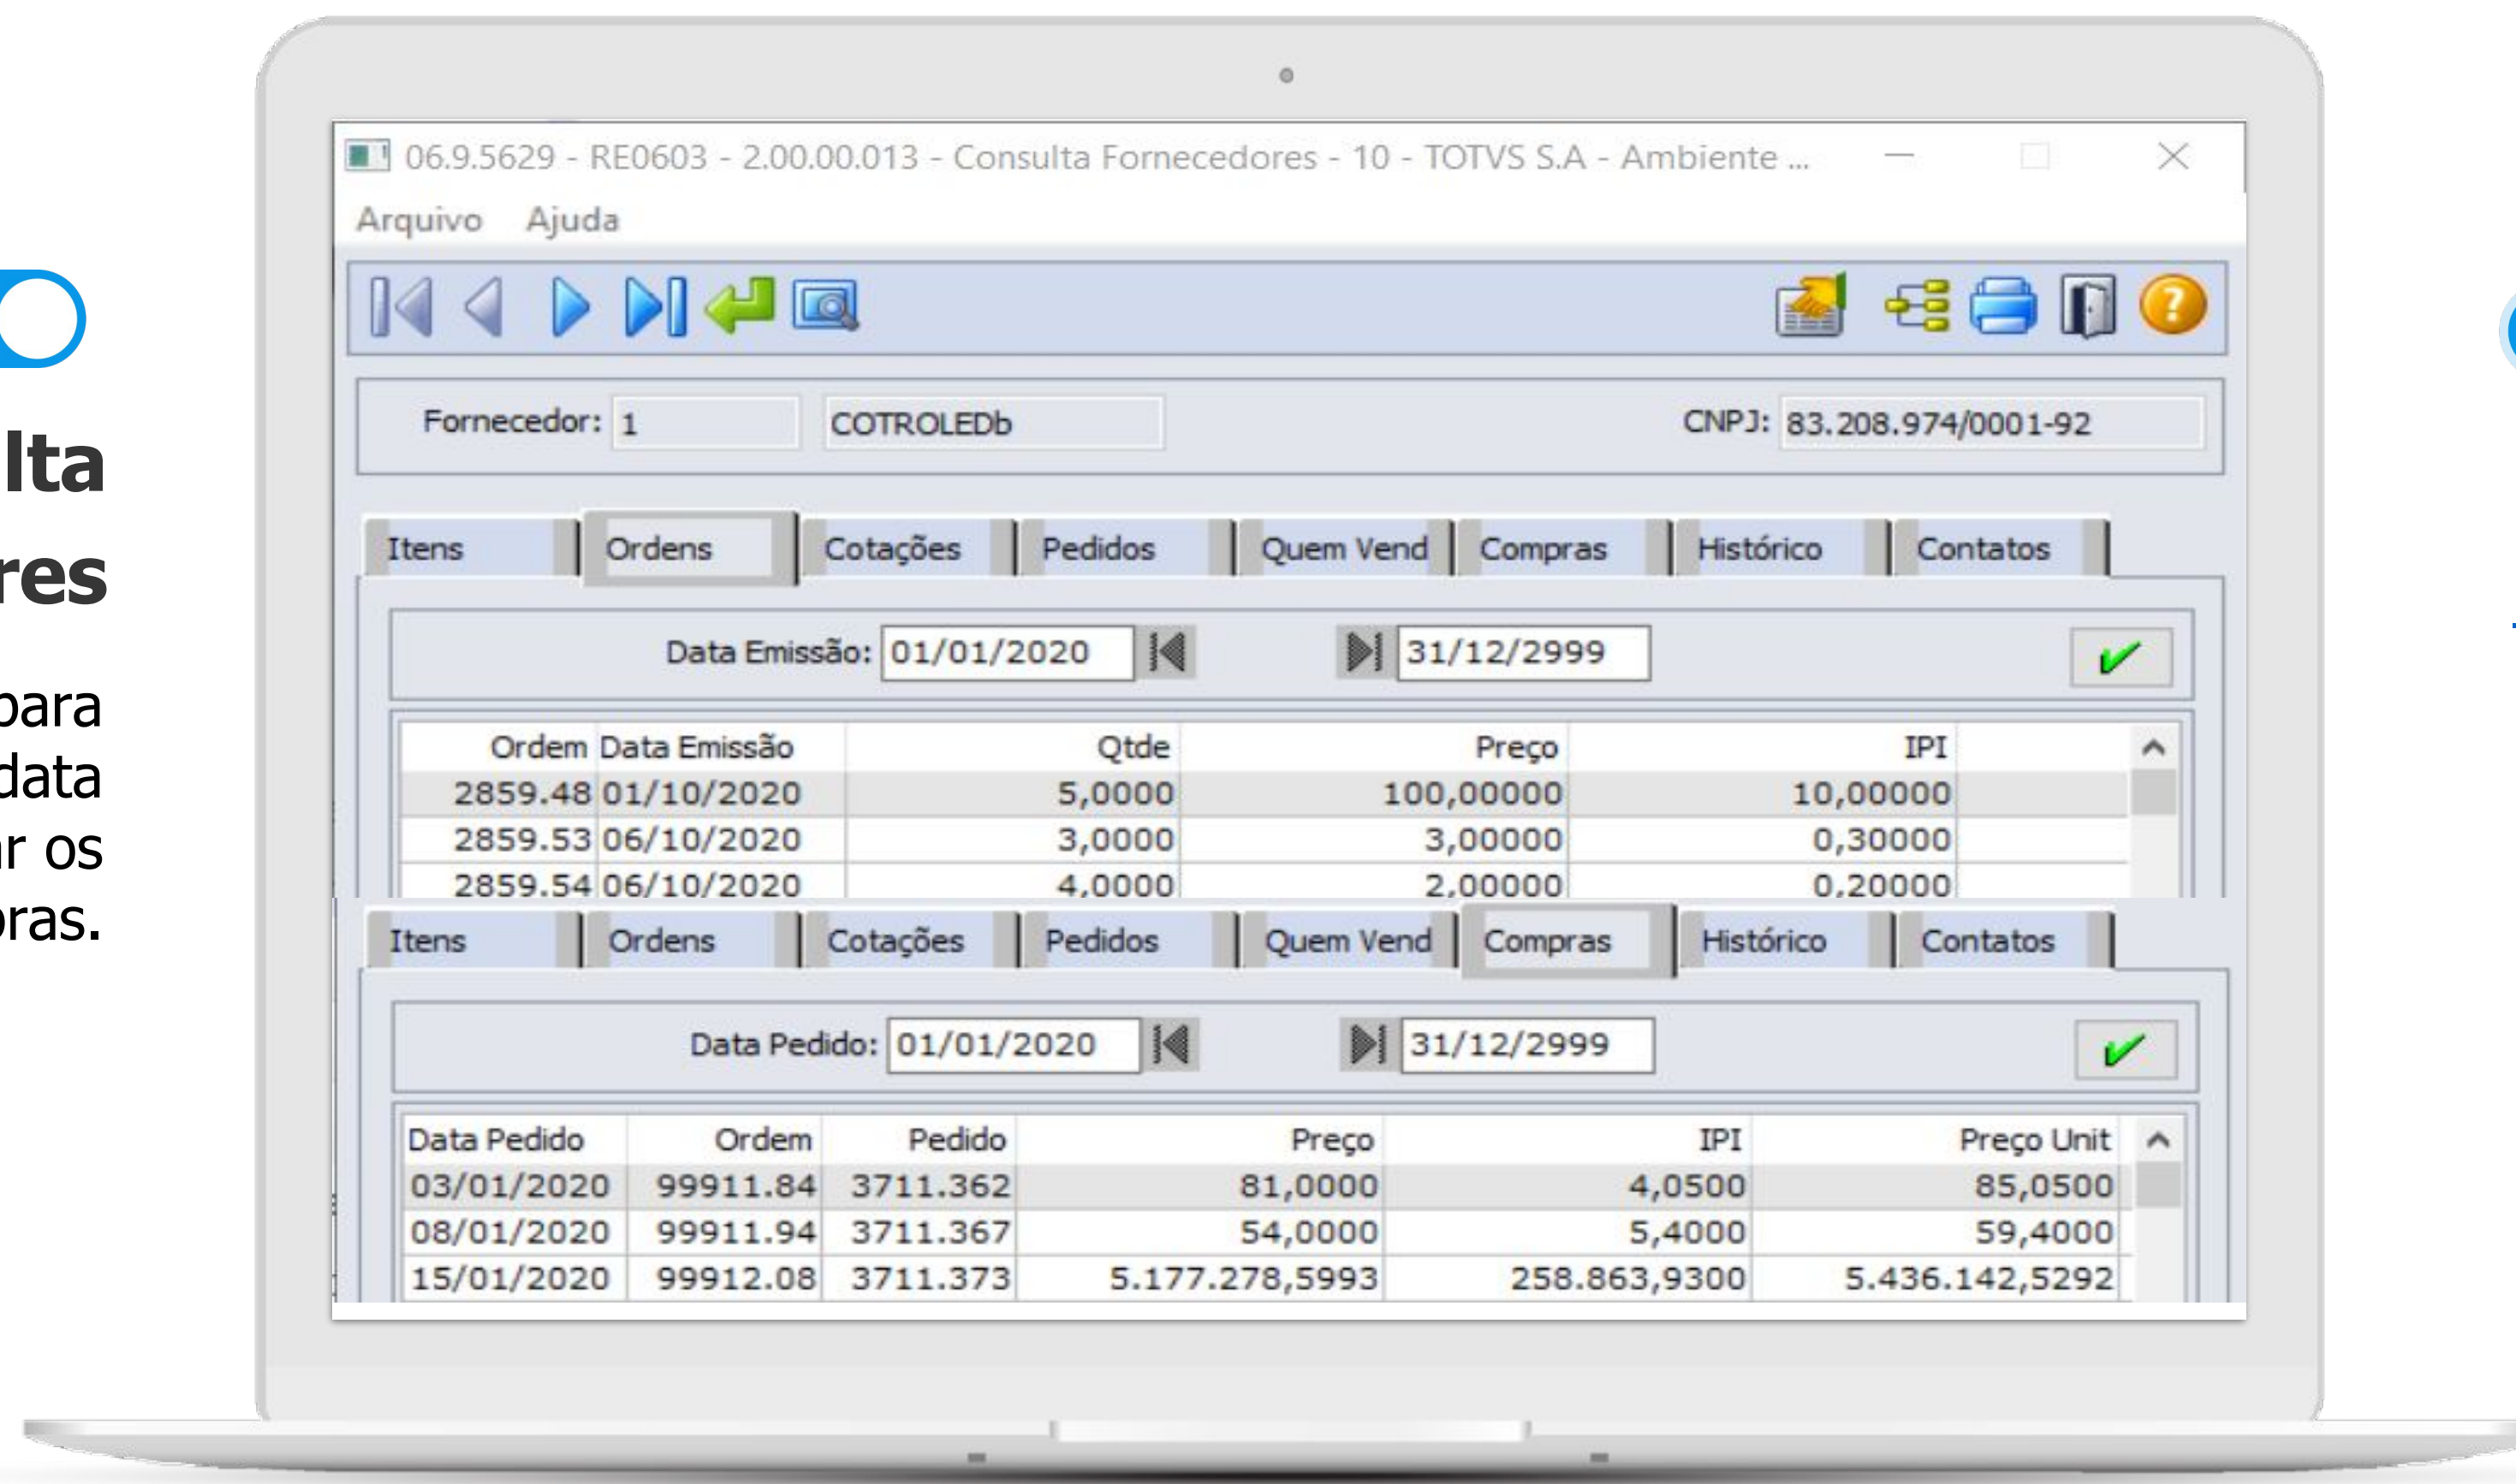 lta
res
para
data
ar os
oras.
06.9.5629 - RE0603 - 2.00.00.013 - Consulta Fornecedores - 10 - TOTVS S.A - Ambiente ...
Arquivo Ajuda
Fornecedor: 1 COTROLEDb CNPJ: 83.208.974/0001-92
Itens Ordens Cotações Pedidos Quem Vend Compras Histórico Contatos
Data Emissão: 01/01/2020 31/12/2999
Ordem Data Emissão Qtde Preço IPI
2859.48 01/10/2020 5,0000 100,00000 10,00000
2859.53 06/10/2020 3,0000 3,00000 0,30000
2859.54 06/10/2020 4,0000 2,00000 0,20000
Itens Ordens Cotações Pedidos Quem Vend Compras Histórico Contatos
Data Pedido: 01/01/2020 31/12/2999
Data Pedido Ordem Pedido Preço IPI Preço Unit
03/01/2020 99911.84 3711.362 81,0000 4,0500 85,0500
08/01/2020 99911.94 3711.367 54,0000 5,4000 59,4000
15/01/2020 99912.08 3711.373 5.177.278,5993 258.863,9300 5.436.142,5292